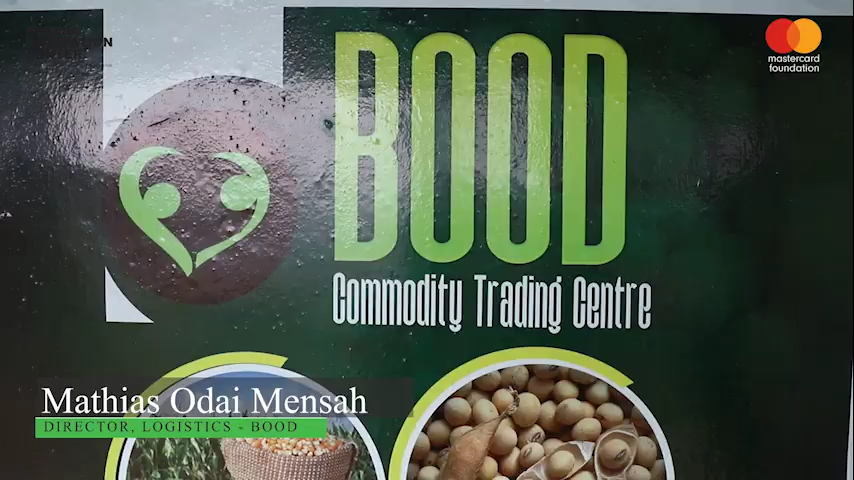 mastercard
foundation
BOOD
Commodity Trading Centre
Mathias Odai Mensah
DIRECTOR, LOGISTICS - BOOD